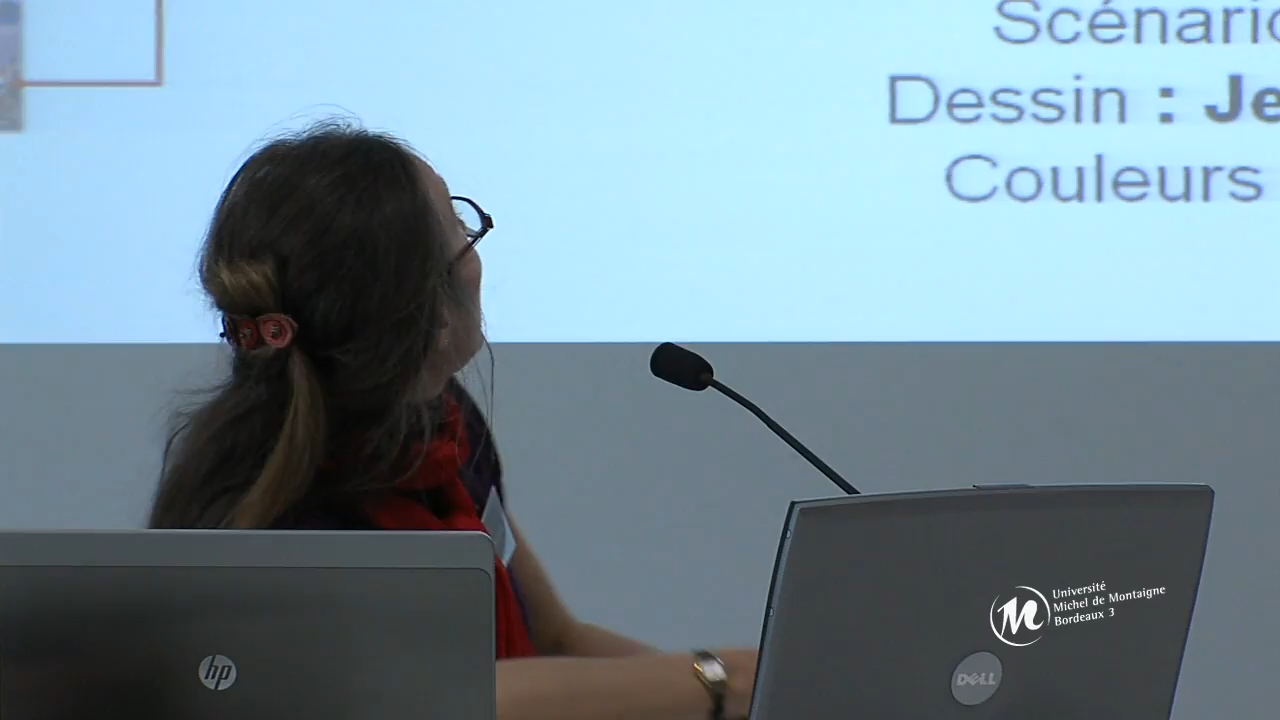 Scénario
Dessin : Je
Couleurs
Université
Michel de Montaigne
Bordeaux 3
hp
DELL